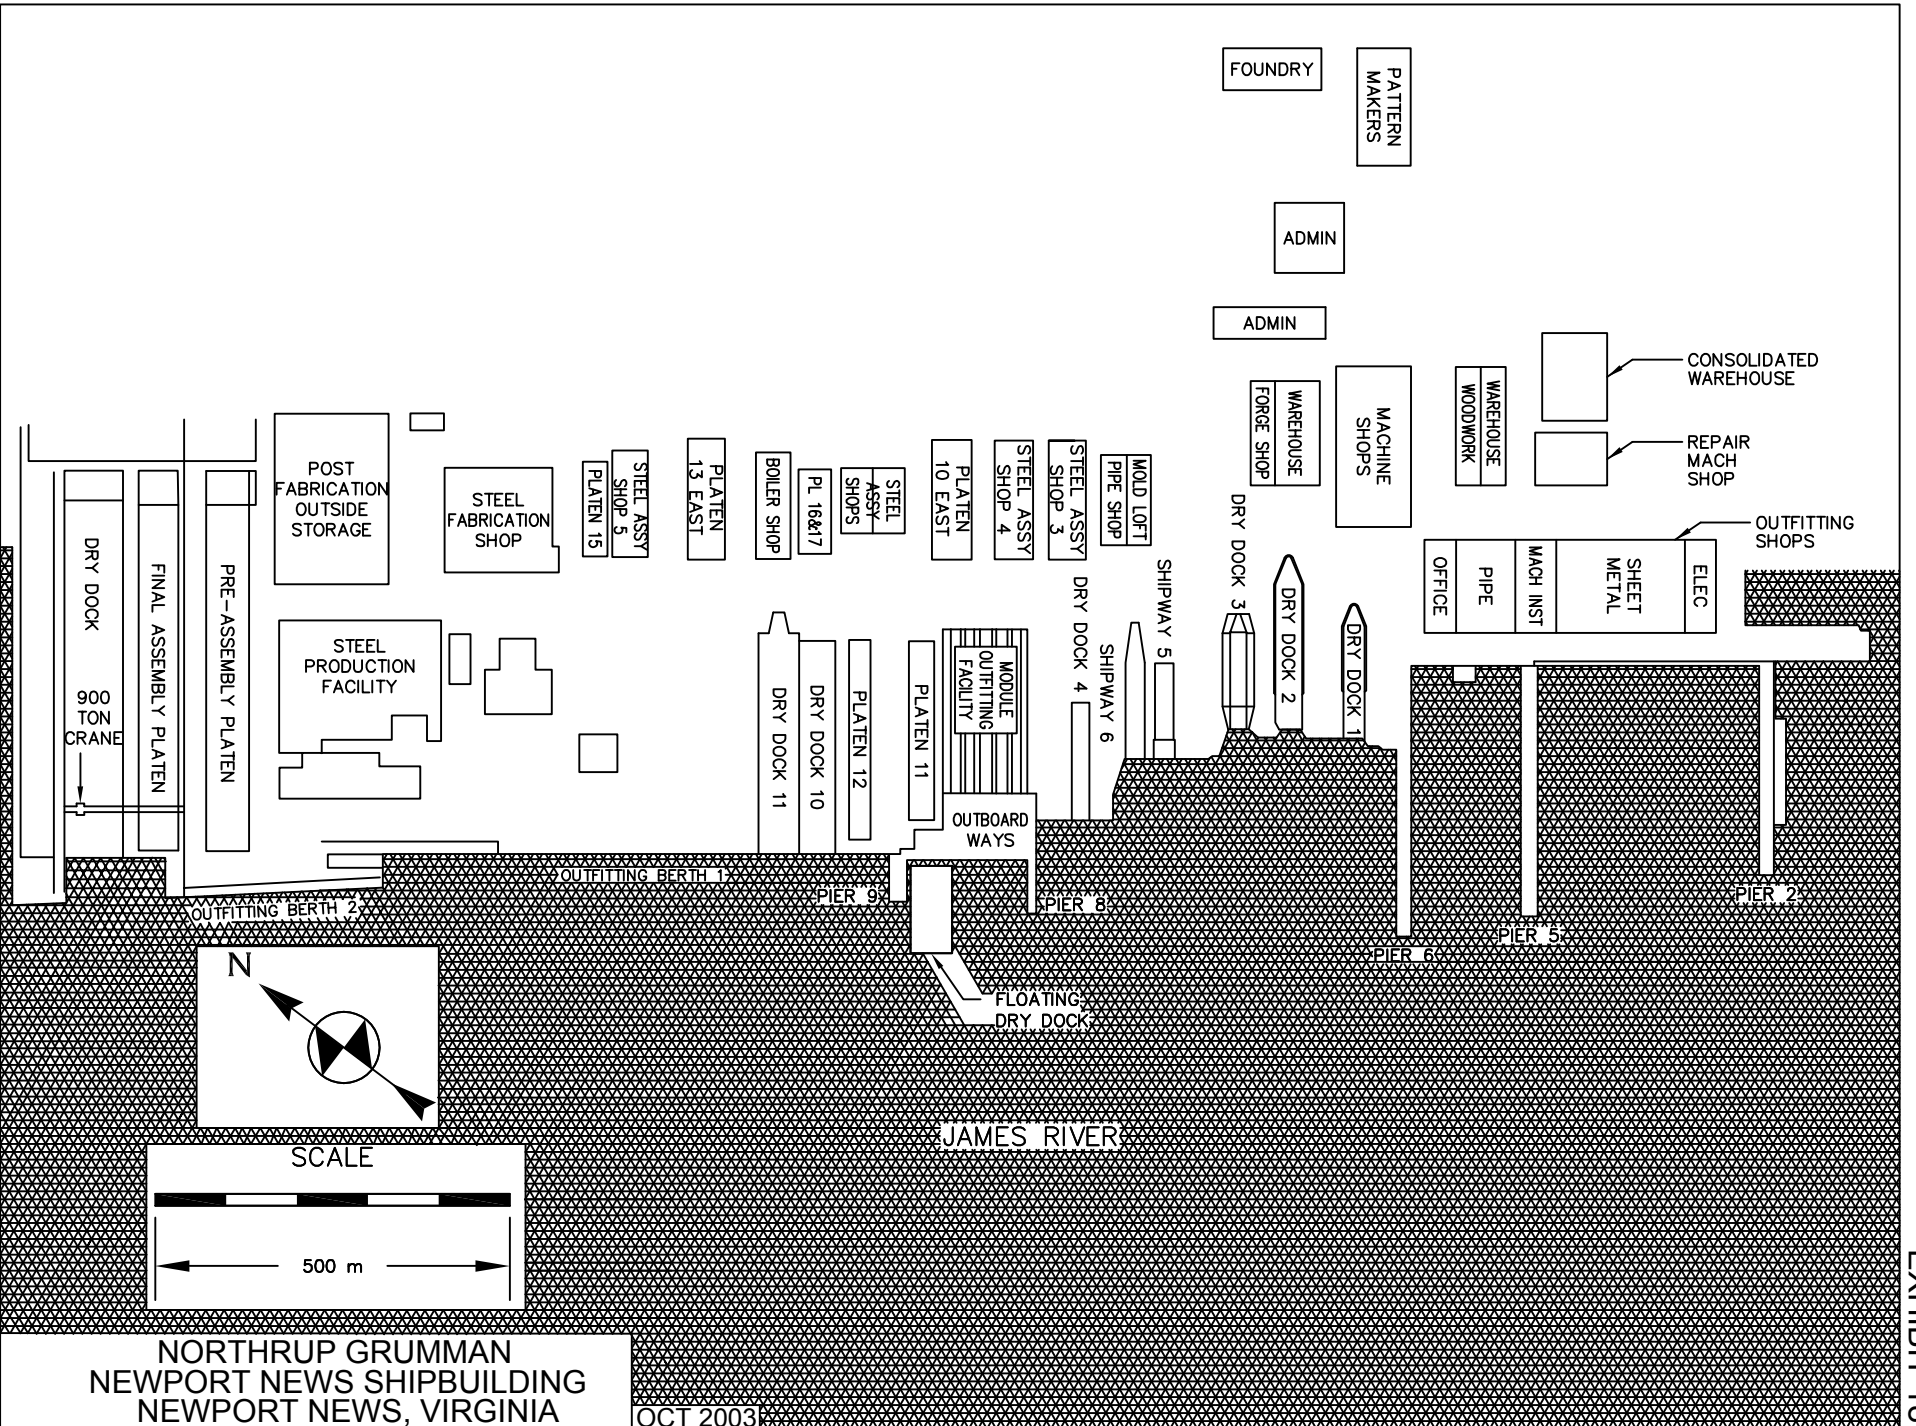 FOUNDRY
PATTERN
MAKERS
ADMIN
ADMIN
CONSOLIDATED
WAREHOUSE
REPAIR
MACH
SHOP
OUTFITTING
SHOPS
FORGE SHOP
WAREHOUSE
MACHINE
SHOPS
WAREHOUSE
WOODWORK
POST
FABRICATION
OUTSIDE
STORAGE
STEEL
FABRICATION
SHOP
STEEL ASSY
SHOP 5
PLATEN 15
PLATEN
13 EAST
BOILER SHOP
PL 16&17
STEEL
ASSY
SHOPS
PLATEN
10 EAST
STEEL ASSY
SHOP 4
STEEL ASSY
SHOP 3
MOLD LOFT
PIPE SHOP
DRY DOCK 3
OFFICE
PIPE
MACH INST
SHEET
METAL
ELEC
DRY DOCK
FINAL ASSEMBLY PLATEN
PRE-ASSEMBLY PLATEN
900
TON
CRANE
STEEL
PRODUCTION
FACILITY
DRY DOCK 11
DRY DOCK 10
PLATEN 12
PLATEN 11
MODULE
OUTFITTING
FACILITY
DRY DOCK 4
SHIPWAY 6
SHIPWAY 5
DRY DOCK 2
DRY DOCK 1
OUTBOARD
WAYS
OUTFITTING BERTH 1
OUTFITTING BERTH 2
PIER 9
PIER 8
PIER 6
PIER 5
PIER 2
FLOATING
DRY DOCK
N
JAMES RIVER
SCALE
500 m
NORTHRUP GRUMMAN
NEWPORT NEWS SHIPBUILDING
NEWPORT NEWS, VIRGINIA
OCT 2003